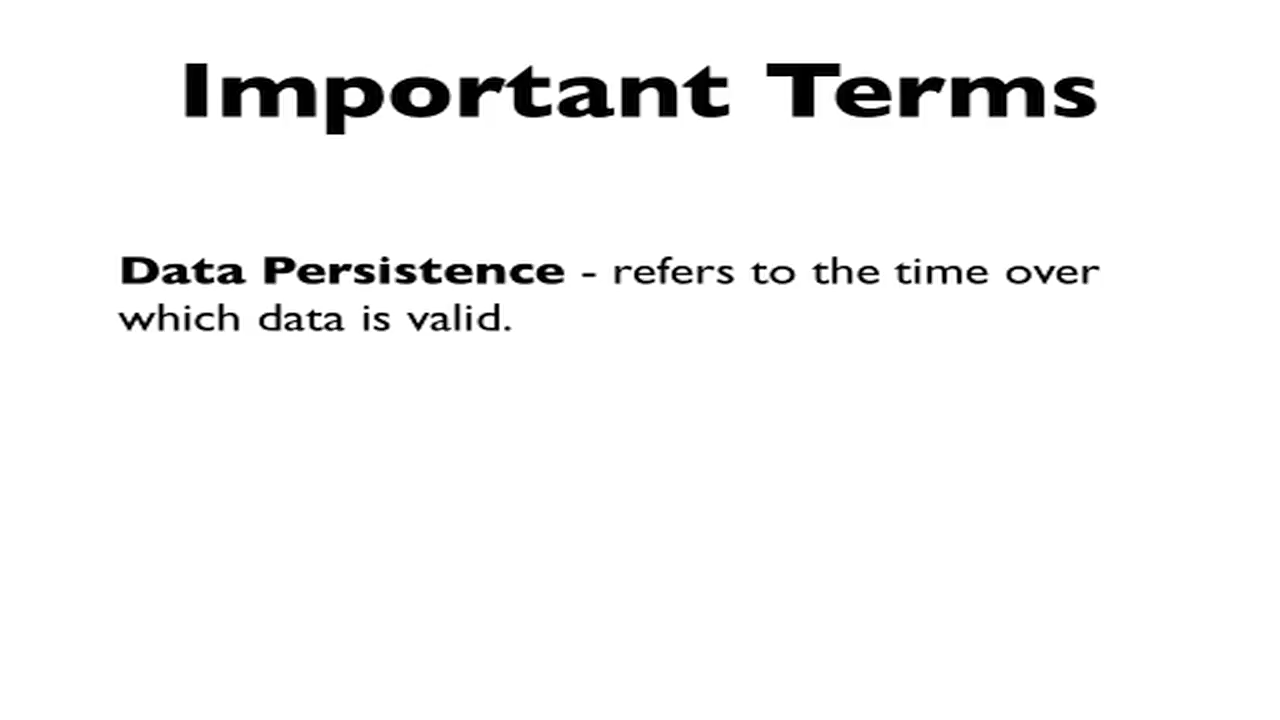 Important Terms
Data Persistence - refers to the time over
which data is valid.